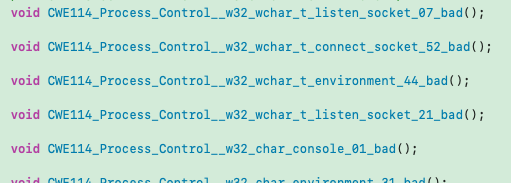 void CWE114_Process_Control__w32_wchar_t_listen_socket_07_bad();
void CWE114_Process_Control__w32_wchar_t_connect_socket_52_bad();
void CWE114_Process_Control__w32_wchar_t_environment_44_bad();
void CWE114_Process_Control__w32_wchar_t_listen_socket_21_bad();
void CWE114_Process_Control__w32_char_console_01_bad();
void CWE114_Process_Control__w32_char_environment_31_bad();